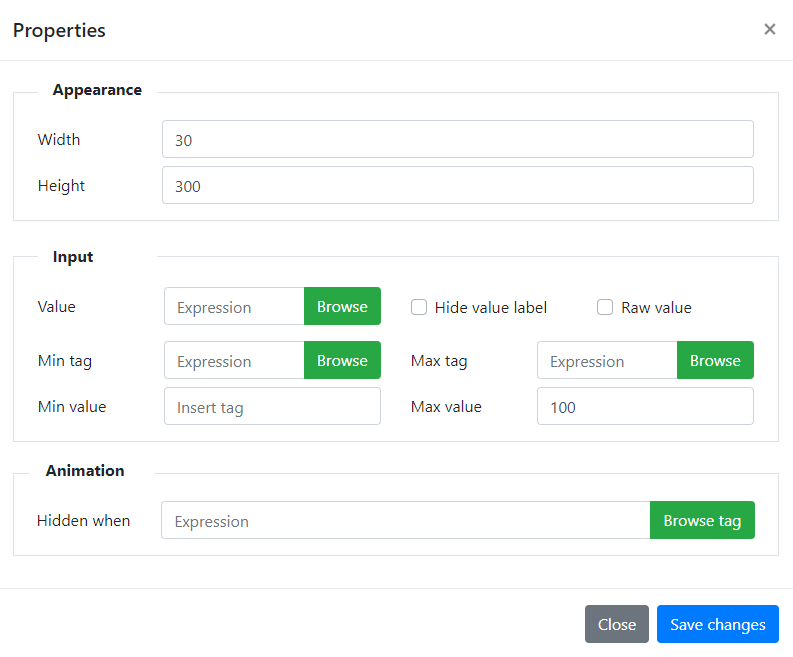 Properties ×
Appearance
Width 30
Height 300
Input
Value Expression Browse Hide value label Raw value
Min tag Expression Browse Max tag Expression Browse
Min value Insert tag Max value 100
Animation
Hidden when Expression Browse tag
Close Save changes